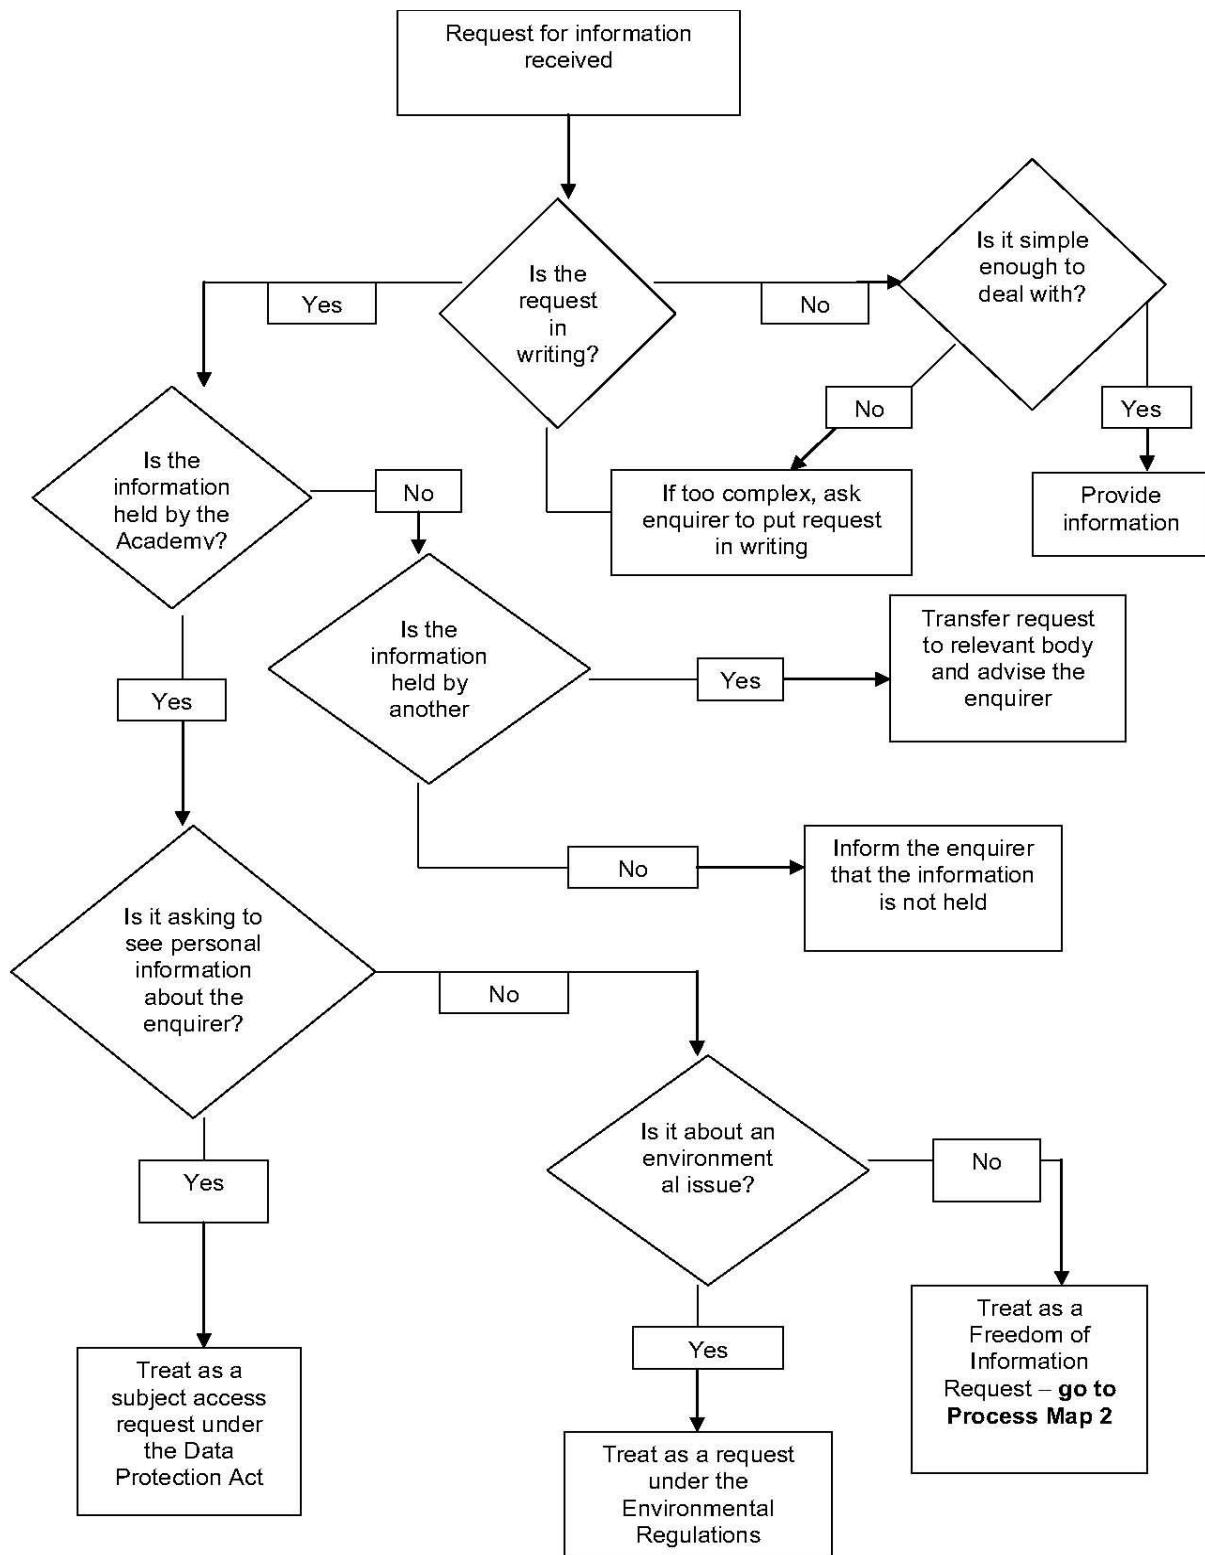 Request for information
received
Is the
request
in
writing?
Yes
No
Is it simple
enough to
deal with?
No
Yes
If too complex, ask
enquirer to put request
in writing
Provide
information
Is the
information
held by the
Academy?
No
Is the
information
held by
another
Yes
Transfer request
to relevant body
and advise the
enquirer
No
Inform the enquirer
that the information
is not held
Yes
Is it asking to
see personal
information
about the
enquirer?
No
Is it about an
environment
al issue?
No
Treat as a
Freedom of
Information
Request – go to
Process Map 2
Yes
Treat as a request
under the
Environmental
Regulations
Yes
Treat as a
subject access
request under
the Data
Protection Act